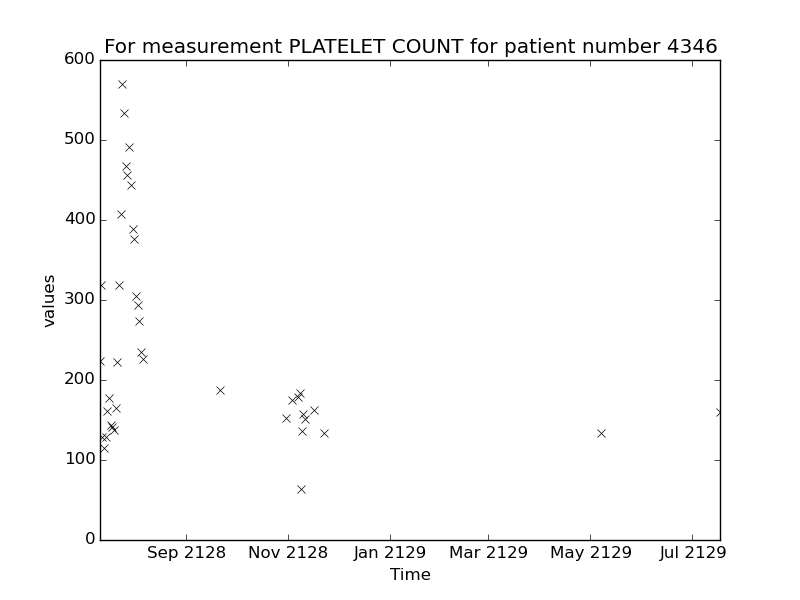 For measurement PLATELET COUNT for patient number 4346
600
500
400
300
200
100
0
values
Sep 2128 Nov 2128 Jan 2129 Mar 2129 May 2129 Jul 2129
Time